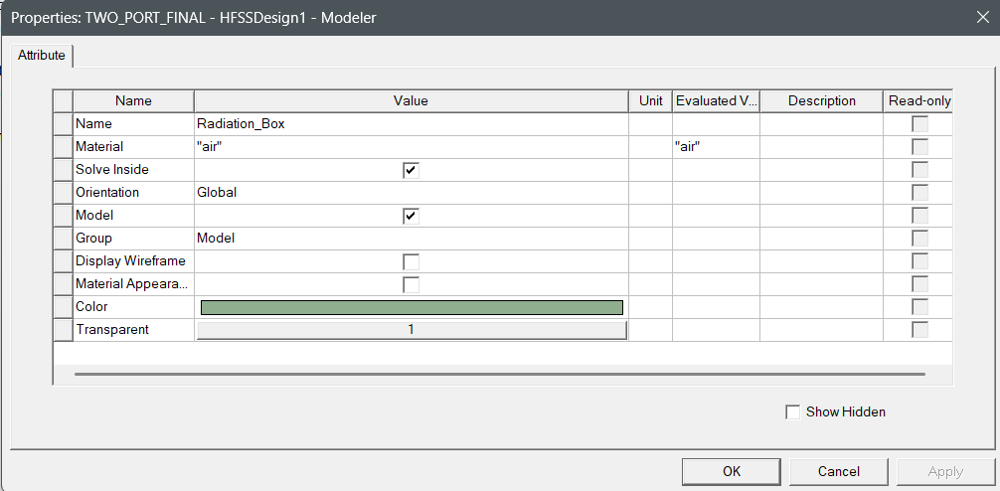 Properties: TWO_PORT_FINAL - HFSSDesign1 - Modeler
Attribute
Name Value Unit Evaluated V... Description Read-only
Name Radiation_Box
Material "air" "air"
Solve Inside
Orientation Global
Model
Group Model
Display Wireframe
Material Appeara...
Color
Transparent 1
Show Hidden
OK Cancel Apply